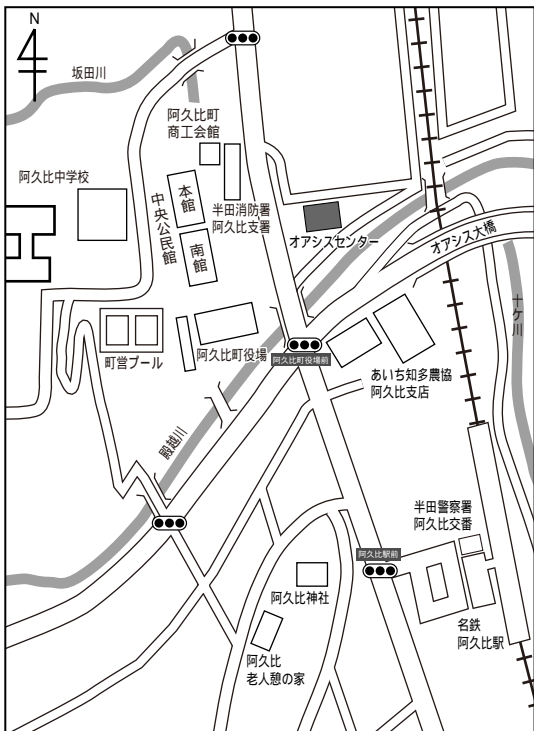 N
坂田川
阿久比町
商工会館
阿久比中学校
本館
中央公民館
半田消防署
阿久比支署
南館
オアシスセンター
オアシス大橋
十ケ川
町営プール
阿久比町役場
阿久比町役場前
あいち知多農協
阿久比支店
殿越川
半田警察署
阿久比交番
阿久比駅前
阿久比神社
名鉄
阿久比駅
阿久比
老人憩の家